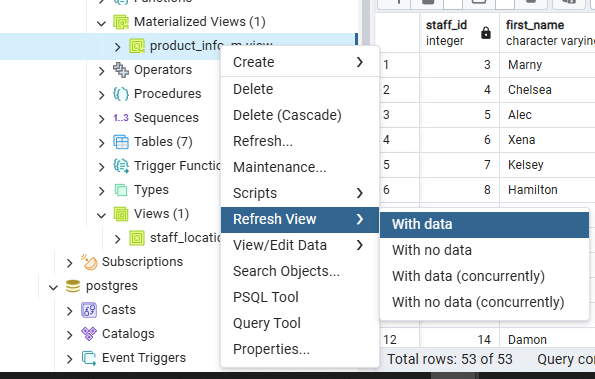 Materialized Views (1)
product_info_m_view
Operators
Procedures
1..3 Sequences
Tables (7)
Trigger Functio
Types
Views (1)
staff_locatio
Subscriptions
postgres
Casts
Catalogs
Event Triggers
Create
Delete
Delete (Cascade)
Refresh...
Maintenance...
Scripts
Refresh View
View/Edit Data
Search Objects...
PSQL Tool
Query Tool
Properties...
With data
With no data
With data (concurrently)
With no data (concurrently)
staff_id first_name
integer character varying
1 3 Marny
2 4 Chelsea
3 5 Alec
4 6 Xena
5 7 Kelsey
6 8 Hamilton
12 14 Damon
Total rows: 53 of 53 Query co